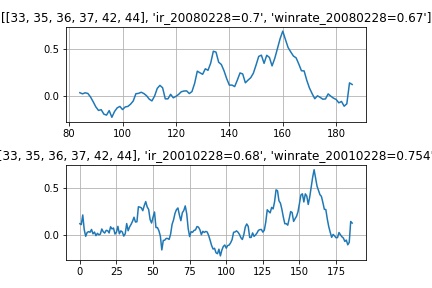 [[33, 35, 36, 37, 42, 44], 'ir_20080228=0.7', 'winrate_20080228=0.67']
0.5
0.0
80 100 120 140 160 180
[33, 35, 36, 37, 42, 44], 'ir_20010228=0.68', 'winrate_20010228=0.754'
0.5
0.0
0 25 50 75 100 125 150 175